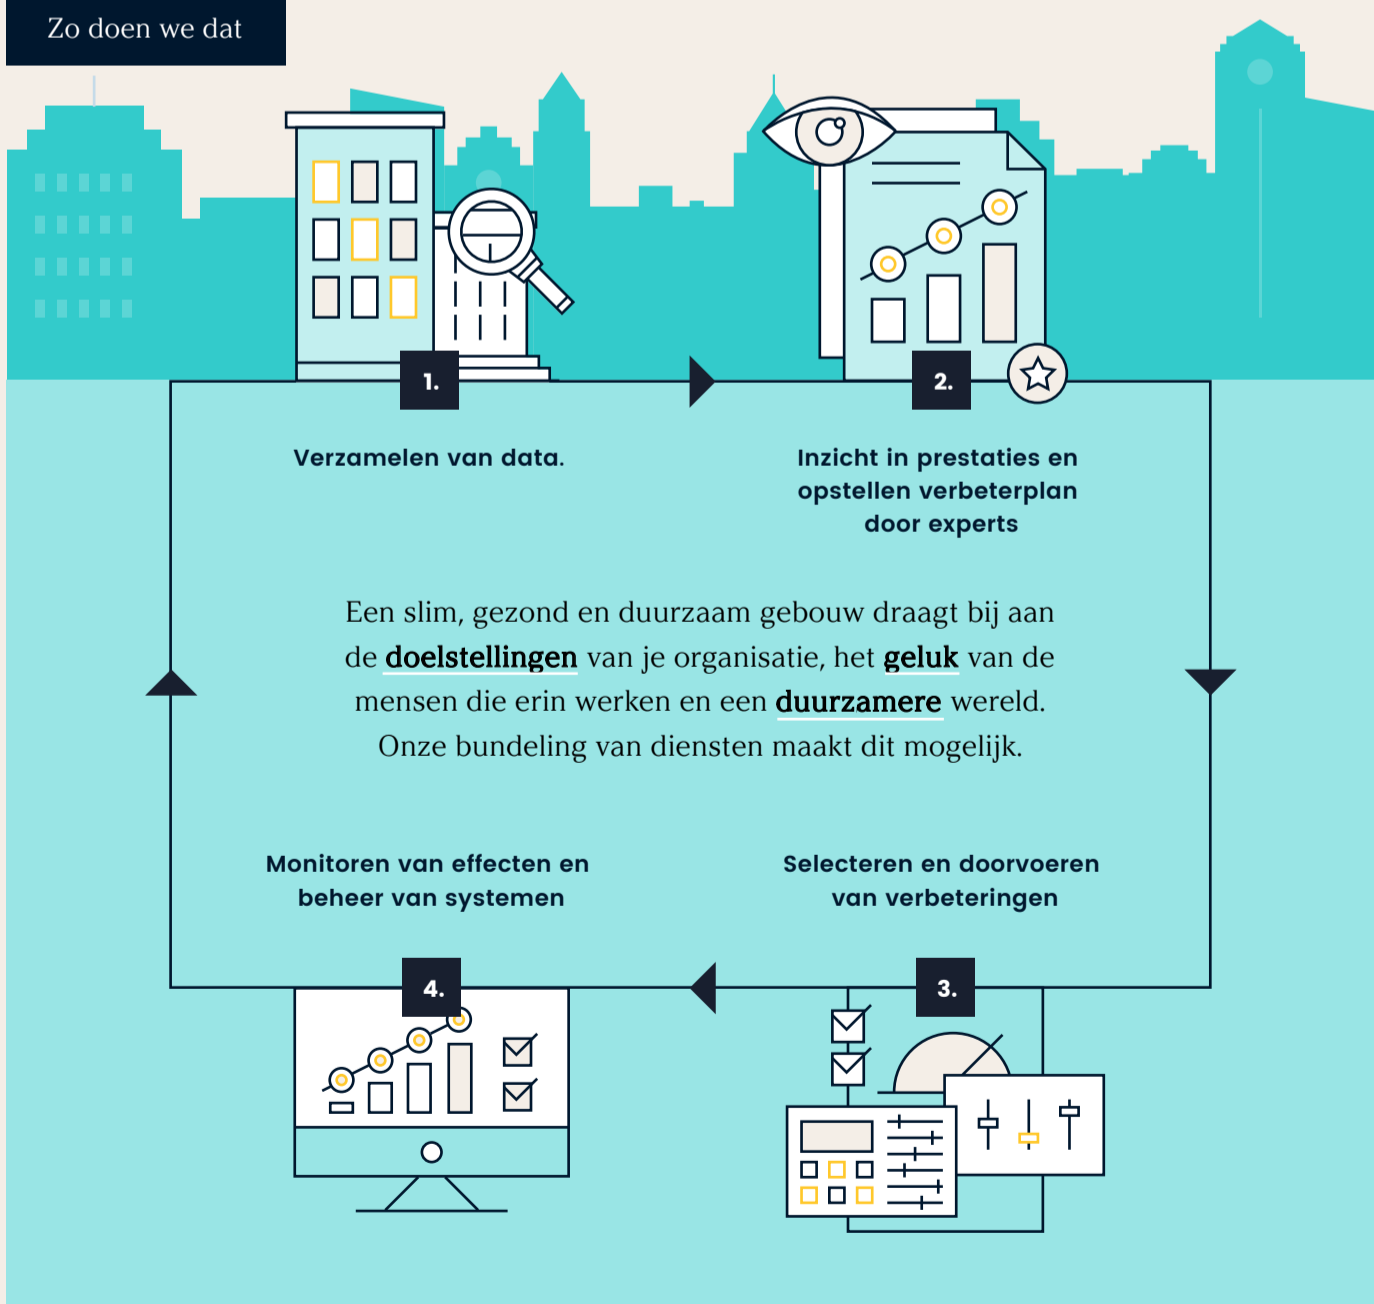 Zo doen we dat
1.
2.
Verzamelen van data.
Inzicht in prestaties en
opstellen verbeterplan
door experts
Een slim, gezond en duurzaam gebouw draagt bij aan
de doelstellingen van je organisatie, het geluk van de
mensen die erin werken en een duurzamere wereld.
Onze bundeling van diensten maakt dit mogelijk.
Monitoren van effecten en
beheer van systemen
Selecteren en doorvoeren
van verbeteringen
4.
3.